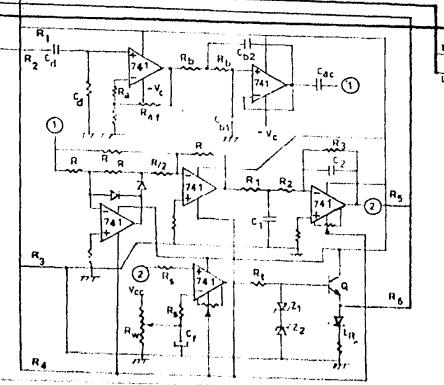 R1
R2
Cd
Cd
741
Ra
Raf
-Vc
Rb
Rb
Cb2
Cb1
741
-Vc
Cac
1
1
R
R
R
R/2
R
741
741
R1
R2
C1
R3
C2
741
R5
2
R3
2
Rs
741
Rt
Q
R6
Vcc
Rw
Rs
Cf
Z1
Z2
R4